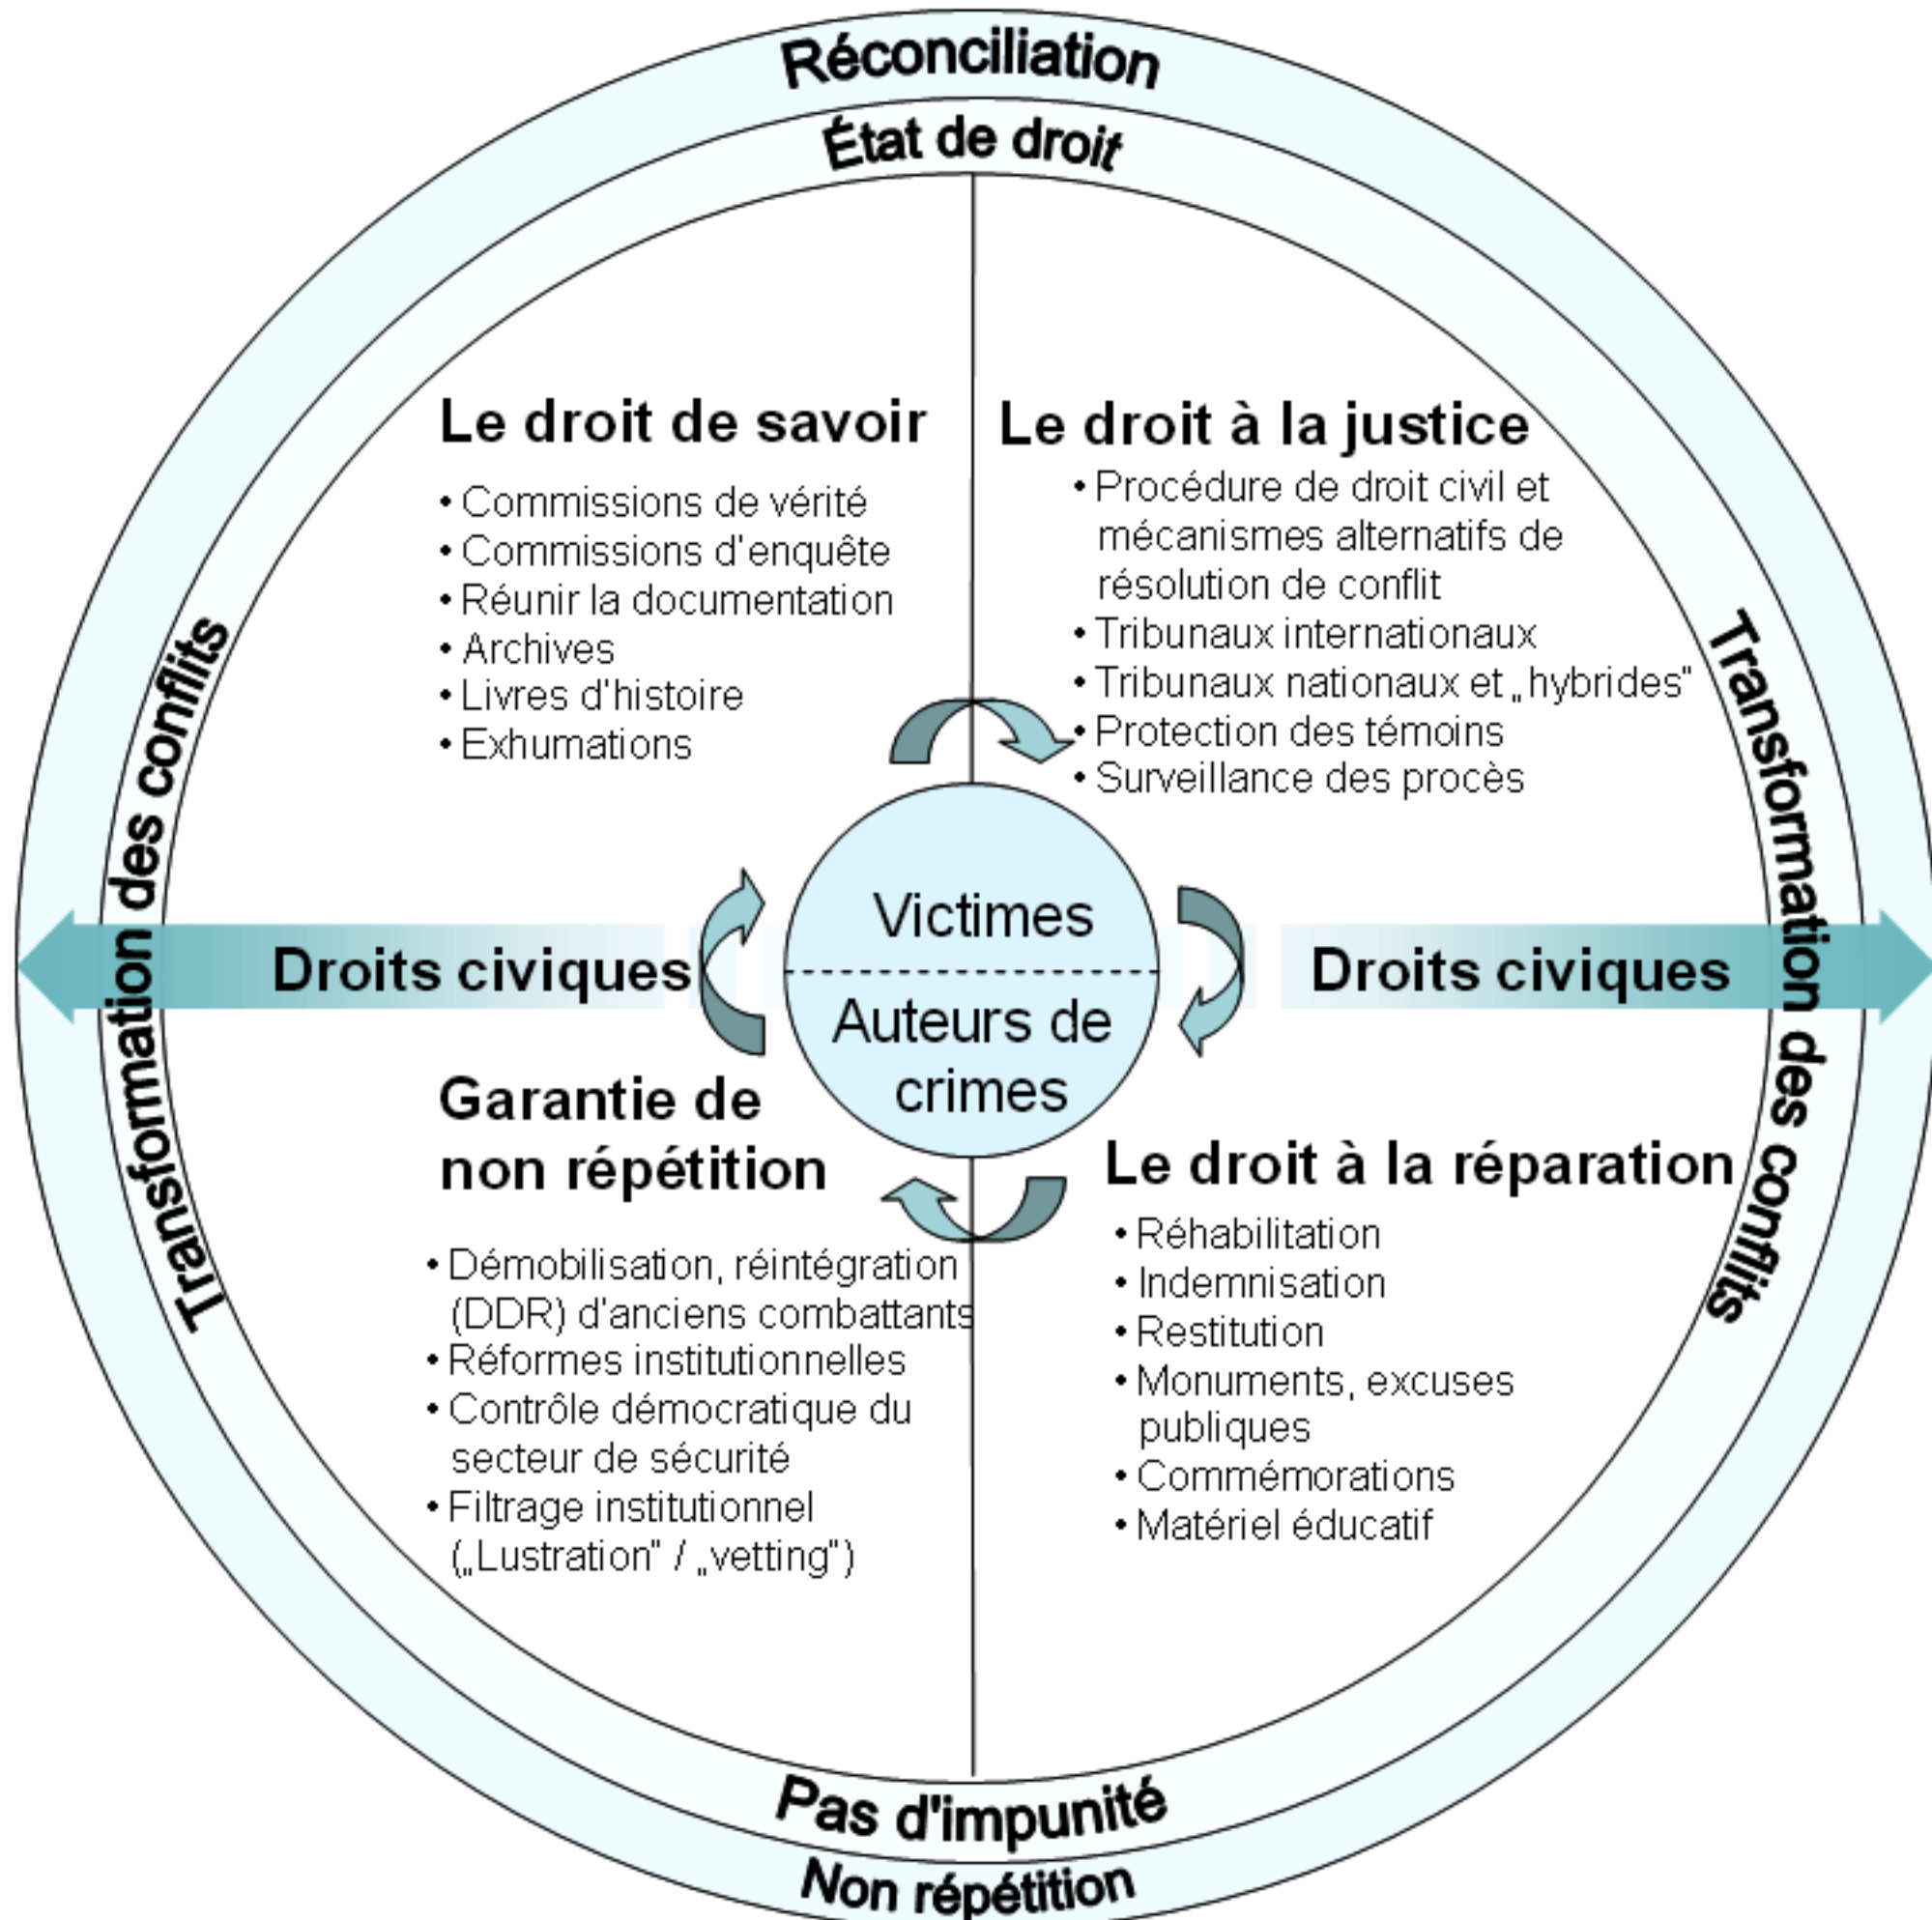 Réconciliation
État de droit
Le droit de savoir
• Commissions de vérité
• Commissions d'enquête
• Réunir la documentation
• Archives
• Livres d'histoire
• Exhumations
Le droit à la justice
• Procédure de droit civil et
mécanismes alternatifs de
résolution de conflit
• Tribunaux internationaux
• Tribunaux nationaux et „hybrides"
• Protection des témoins
• Surveillance des procès
Transformation des conflits
Transformation des conflits
Droits civiques
Victimes
Auteurs de
crimes
Droits civiques
Garantie de
non répétition
• Démobilisation, réintégration
(DDR) d'anciens combattants
• Réformes institutionnelles
• Contrôle démocratique du
secteur de sécurité
• Filtrage institutionnel
(„Lustration" / „vetting")
Le droit à la réparation
• Réhabilitation
• Indemnisation
• Restitution
• Monuments, excuses
publiques
• Commémorations
• Matériel éducatif
Pas d'impunité
Non répétition